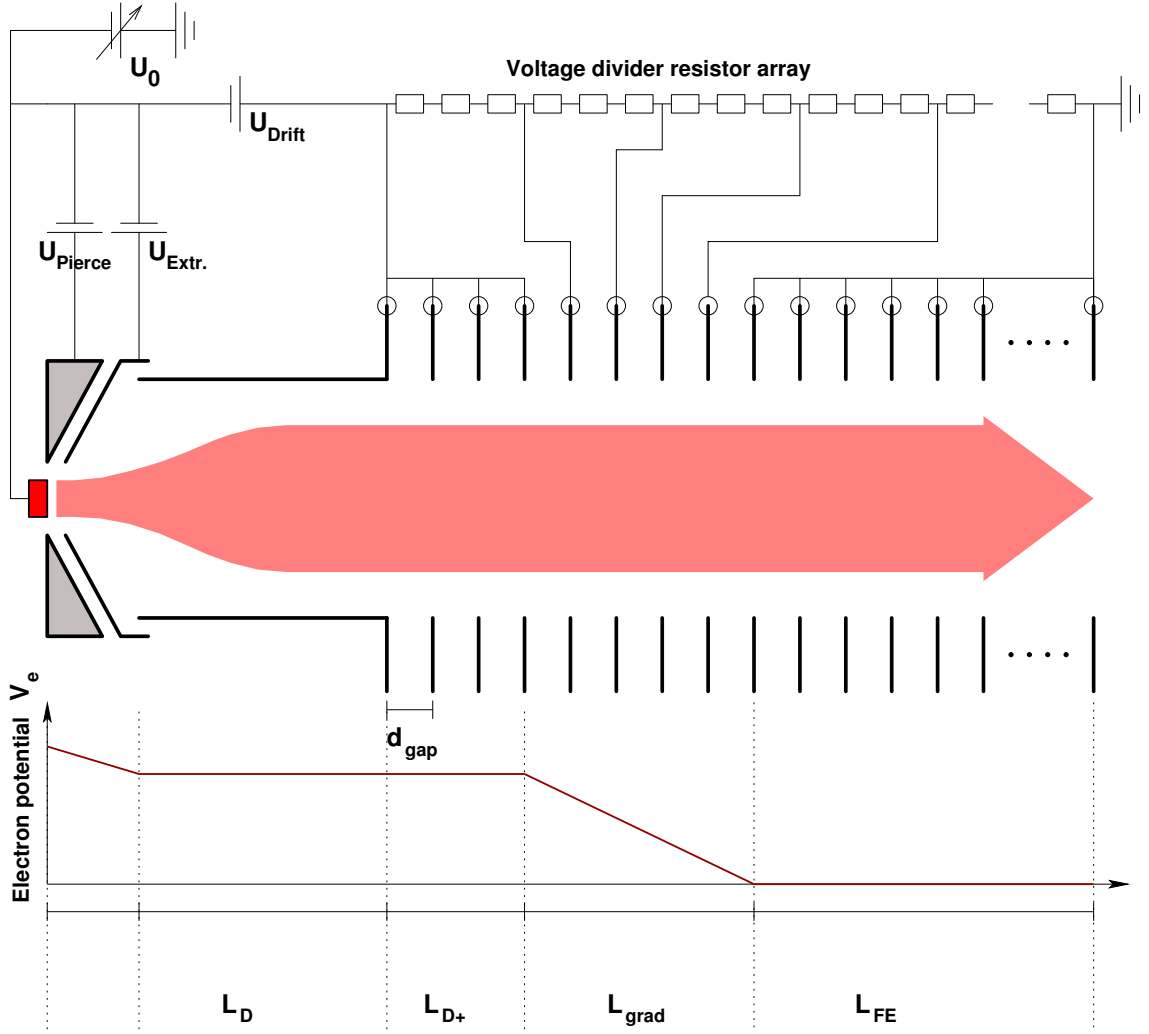 U0
Voltage divider resistor array
UDrift
UPierce
UExtr.
. . . .
. . . .
dgap
Electron potential Ve
LD
LD+
Lgrad
LFE